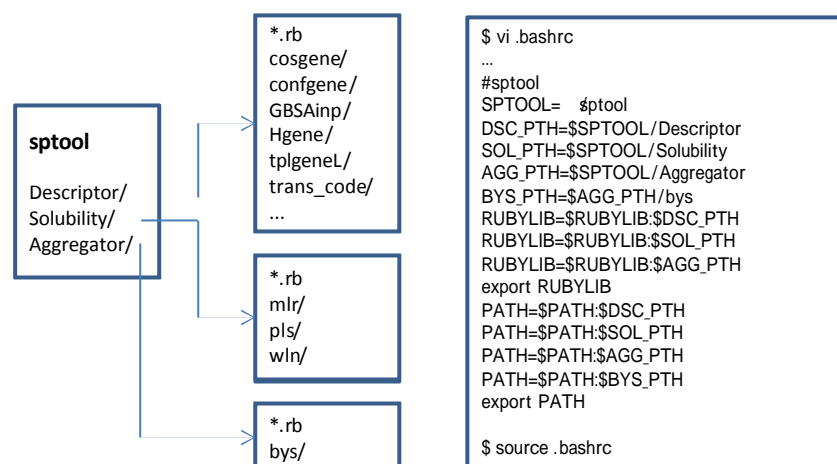 sptool
Descriptor/
Solubility/
Aggregator/
*.rb
cosgene/
confgene/
GBSAinp/
Hgene/
tplgeneL/
trans_code/
...
*.rb
mlr/
pls/
wln/
*.rb
bys/
$ vi .bashrc
...
#sptool
SPTOOL= sptool
DSC_PTH=$SPTOOL/Descriptor
SOL_PTH=$SPTOOL/Solubility
AGG_PTH=$SPTOOL/Aggregator
BYS_PTH=$AGG_PTH/bys
RUBYLIB=$RUBYLIB:$DSC_PTH
RUBYLIB=$RUBYLIB:$SOL_PTH
RUBYLIB=$RUBYLIB:$AGG_PTH
export RUBYLIB
PATH=$PATH:$DSC_PTH
PATH=$PATH:$SOL_PTH
PATH=$PATH:$AGG_PTH
PATH=$PATH:$BYS_PTH
export PATH
$ source .bashrc